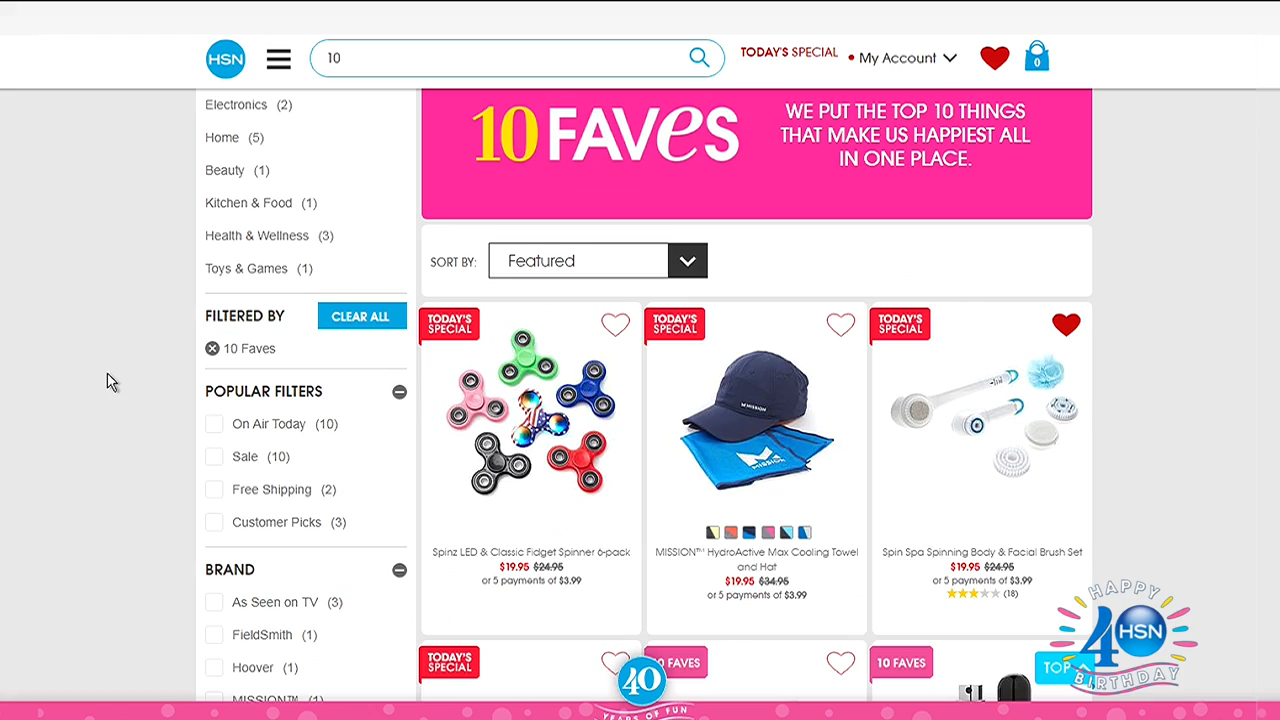 HSN
10
TODAY'S SPECIAL
My Account
0
Electronics (2)
Home (5)
Beauty (1)
Kitchen & Food (1)
Health & Wellness (3)
Toys & Games (1)
FILTERED BY
CLEAR ALL
10 Faves
POPULAR FILTERS
On Air Today (10)
Sale (10)
Free Shipping (2)
Customer Picks (3)
BRAND
As Seen on TV (3)
FieldSmith (1)
Hoover (1)
MISSION™ (1)
10 FAVeS
WE PUT THE TOP 10 THINGS
THAT MAKE US HAPPIEST ALL
IN ONE PLACE.
SORT BY:
Featured
TODAY'S
SPECIAL
Spinz LED & Classic Fidget Spinner 6-pack
$19.95 $24.95
or 5 payments of $3.99
TODAY'S
SPECIAL
MISSION
MISSION
MISSION™ HydroActive Max Cooling Towel
and Hat
$19.95 $34.95
or 5 payments of $3.99
TODAY'S
SPECIAL
Spin Spa Spinning Body & Facial Brush Set
$19.95 $24.95
or 5 payments of $3.99
(18)
TODAY'S
SPECIAL
10 FAVES
10 FAVES
TOP
40
YEARS OF FUN
HAPPY
40
HSN
BIRTHDAY